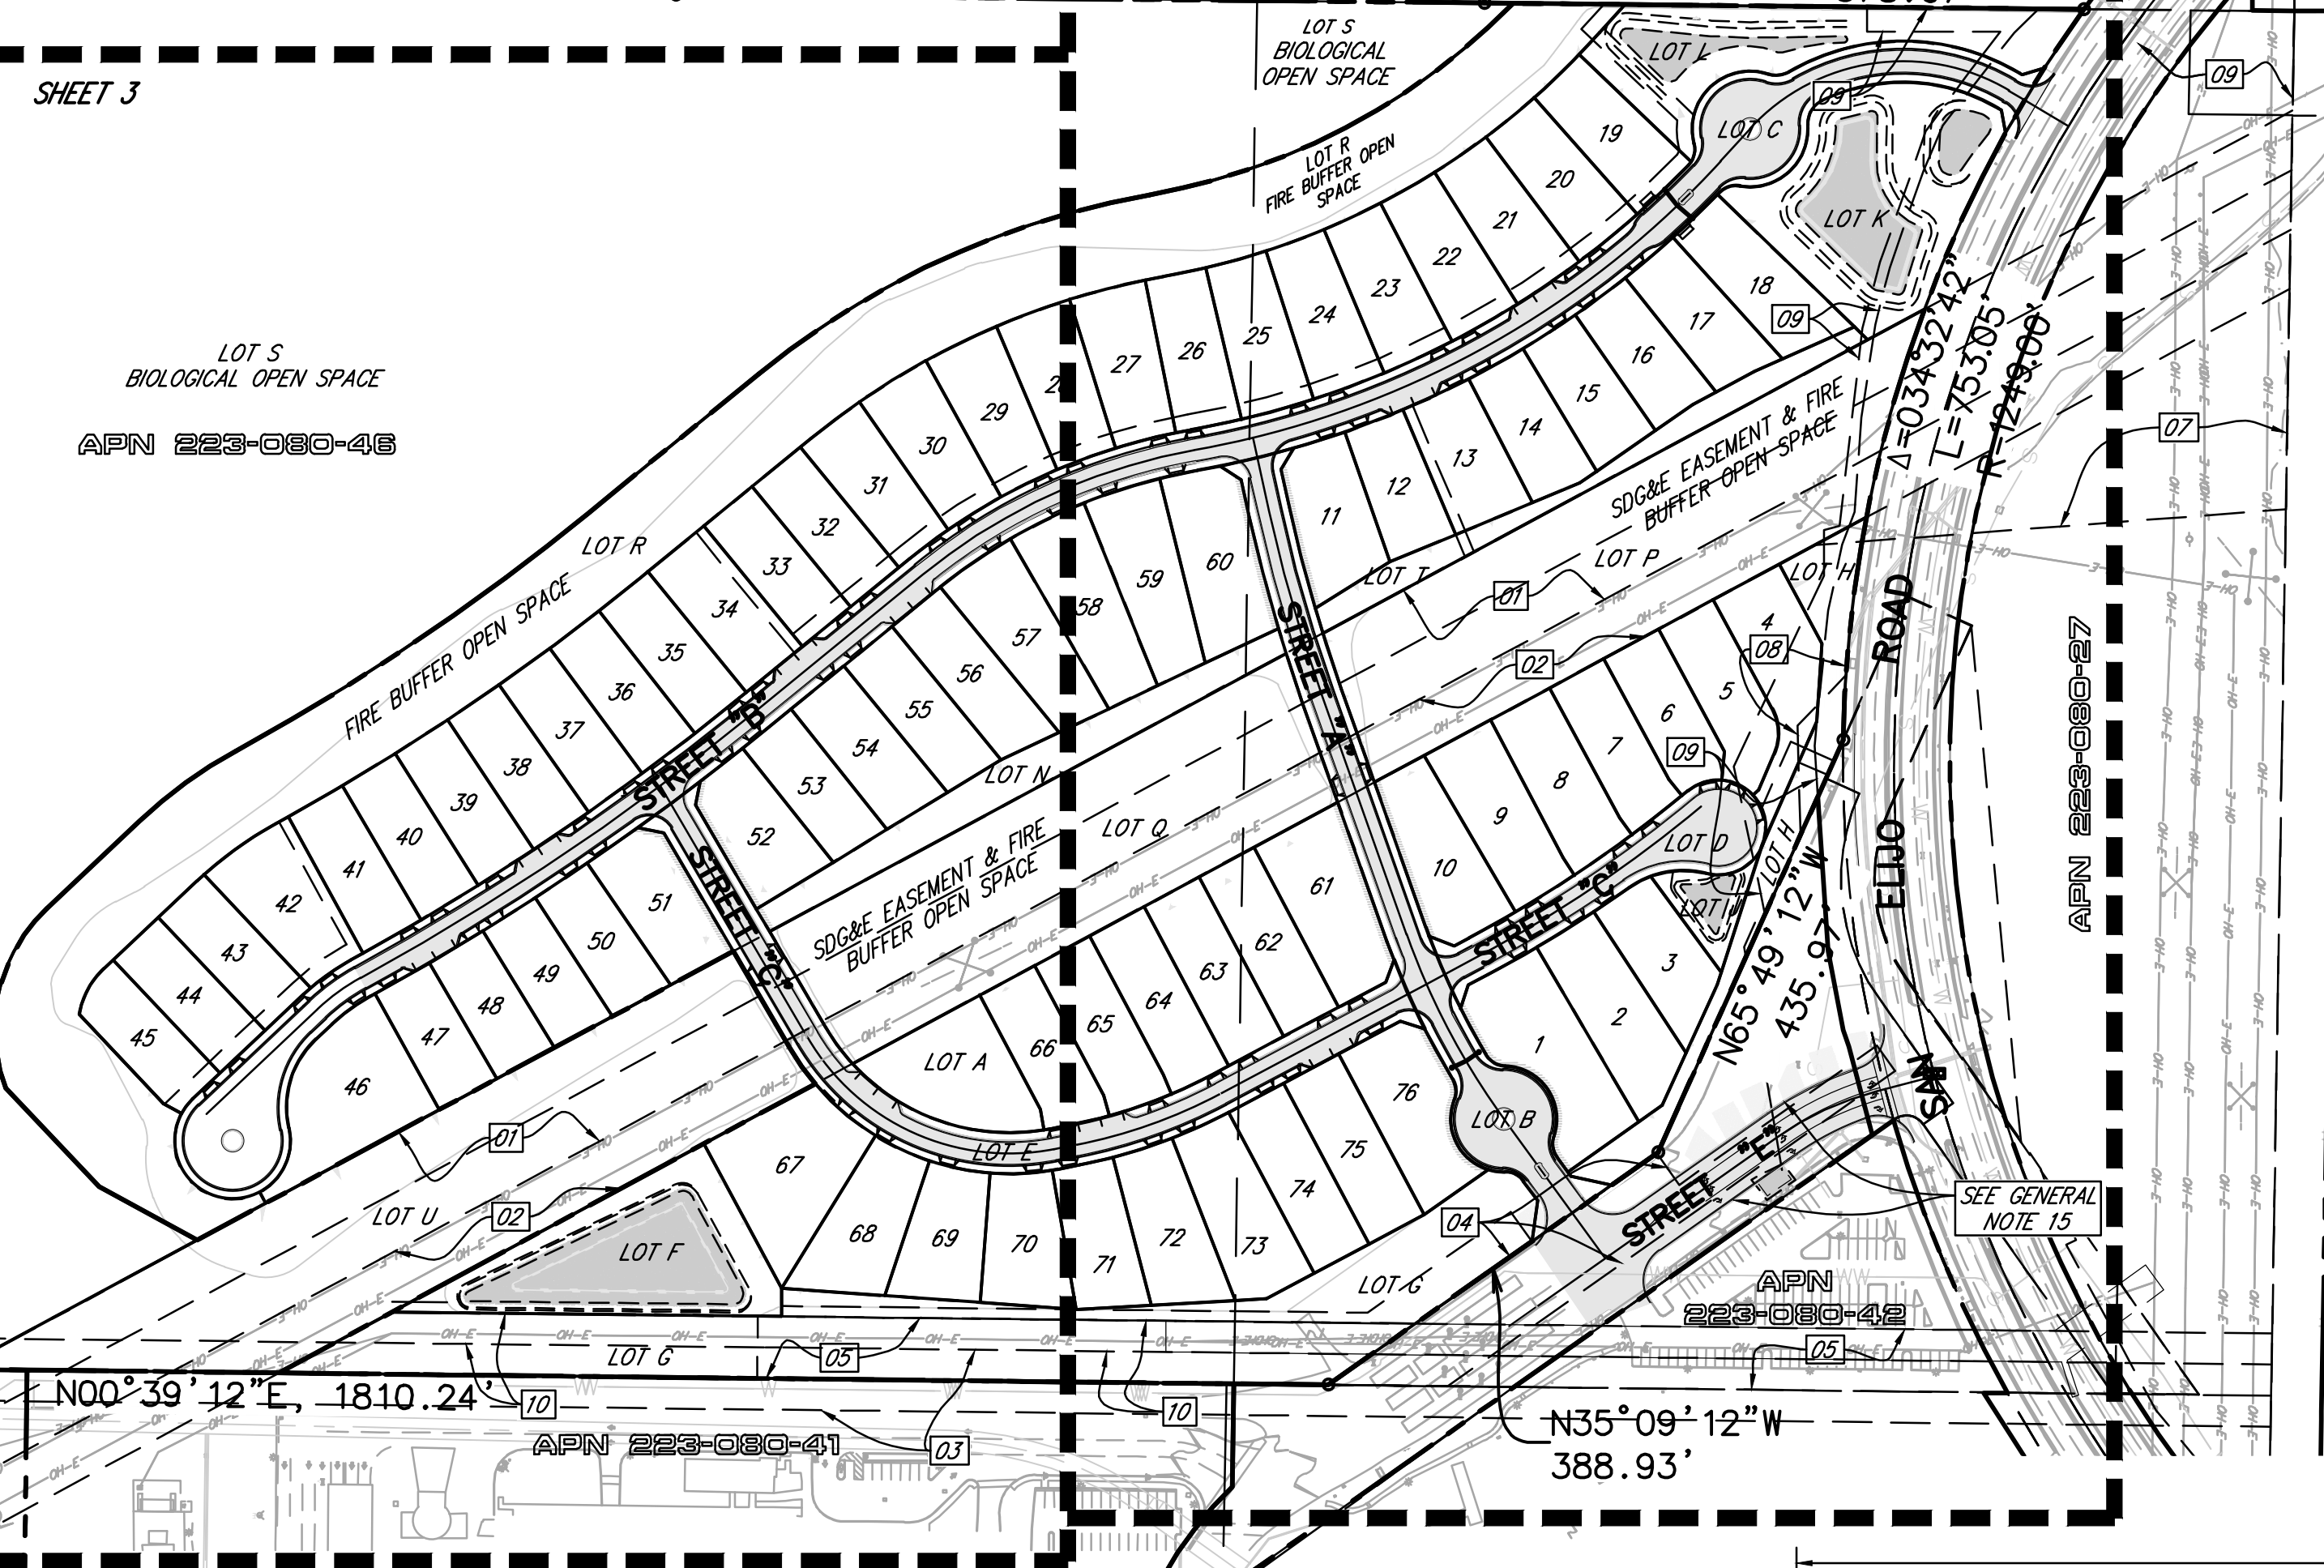 SHEET 3
LOT S
BIOLOGICAL
OPEN SPACE
LOT L
LOT C
09
09
LOT K
LOT R
FIRE BUFFER OPEN
SPACE
19
20
21
22
23
24
25
26
27
29
30
31
32
33
34
35
36
37
38
39
40
41
42
43
44
45
18
17
16
15
14
13
12
11
09
Δ=034°32'42"
L=753.05'
R=1249.00'
07
LOT S
BIOLOGICAL OPEN SPACE
APN 223-080-46
LOT R
FIRE BUFFER OPEN SPACE
SDG&E EASEMENT & FIRE
BUFFER OPEN SPACE
LOT P
LOT T
LOT H
01
02
60
59
58
57
56
55
54
53
52
51
50
49
48
47
46
STREET "B"
STREET "A"
STREET "C"
STREET "C"
LOT N
LOT Q
SDG&E EASEMENT & FIRE
BUFFER OPEN SPACE
4
08
5
6
7
8
9
10
09
LOT D
LOT H
3
2
1
N65°49'12"W
SAN ELIJO ROAD
APN 223-080-27
61
62
63
64
65
66
LOT A
LOT E
LOT B
76
75
74
73
72
71
70
69
68
67
01
02
LOT U
LOT F
04
STREET "E"
SEE GENERAL
NOTE 15
LOT G
LOT G
05
APN
223-080-42
05
N00°39'12"E, 1810.24'
10
10
03
APN 223-080-41
N35°09'12"W
388.93'
OH-E
OH-E
OH-E